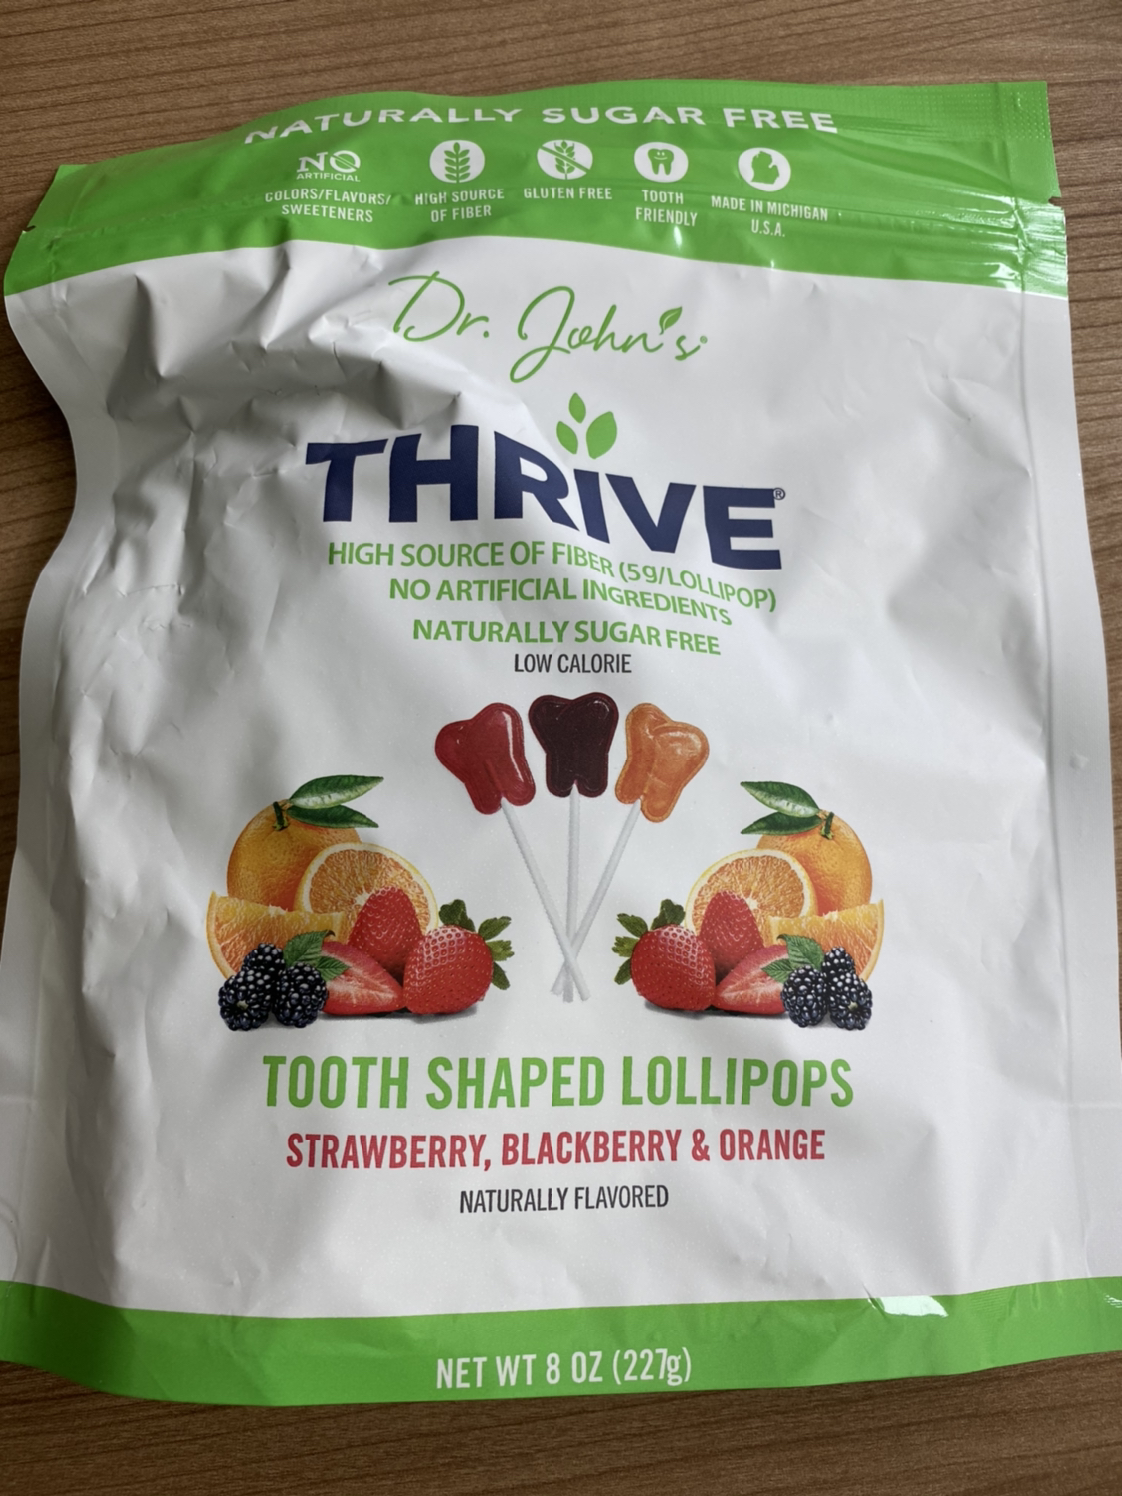 NATURALLY SUGAR FREE
NO
ARTIFICIAL
COLORS/FLAVORS/
SWEETENERS
HIGH SOURCE
OF FIBER
GLUTEN FREE
TOOTH
FRIENDLY
MADE IN MICHIGAN
U.S.A.
Dr. John's®
THRIVE®
HIGH SOURCE OF FIBER (5g/LOLLIPOP)
NO ARTIFICIAL INGREDIENTS
NATURALLY SUGAR FREE
LOW CALORIE
TOOTH SHAPED LOLLIPOPS
STRAWBERRY, BLACKBERRY & ORANGE
NATURALLY FLAVORED
NET WT 8 OZ (227g)